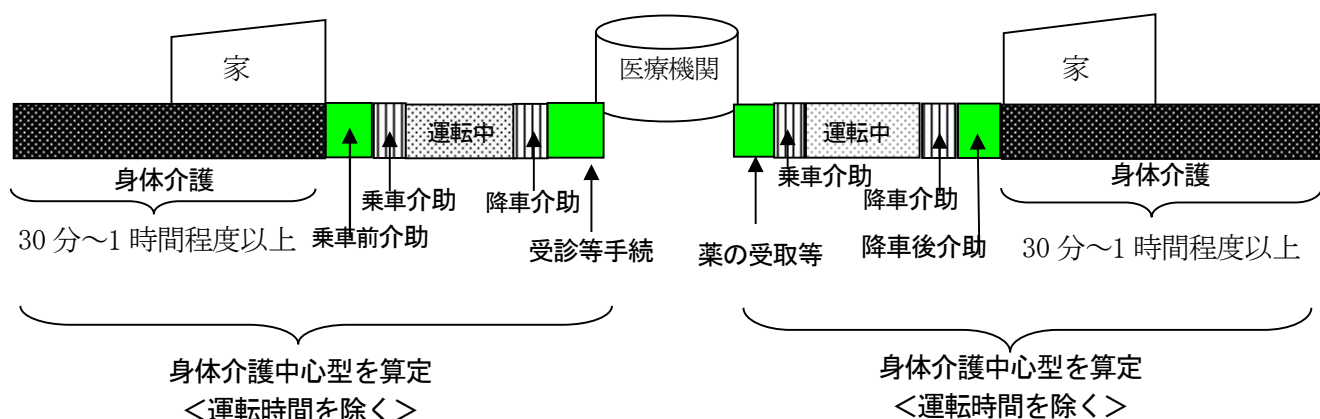 家
医療機関
家
運転中
運転中
身体介護
乗車介助
降車介助
乗車介助
降車介助
身体介護
30 分～1 時間程度以上
乗車前介助
受診等手続
薬の受取等
降車後介助
30 分～1 時間程度以上
身体介護中心型を算定
＜運転時間を除く＞
身体介護中心型を算定
＜運転時間を除く＞